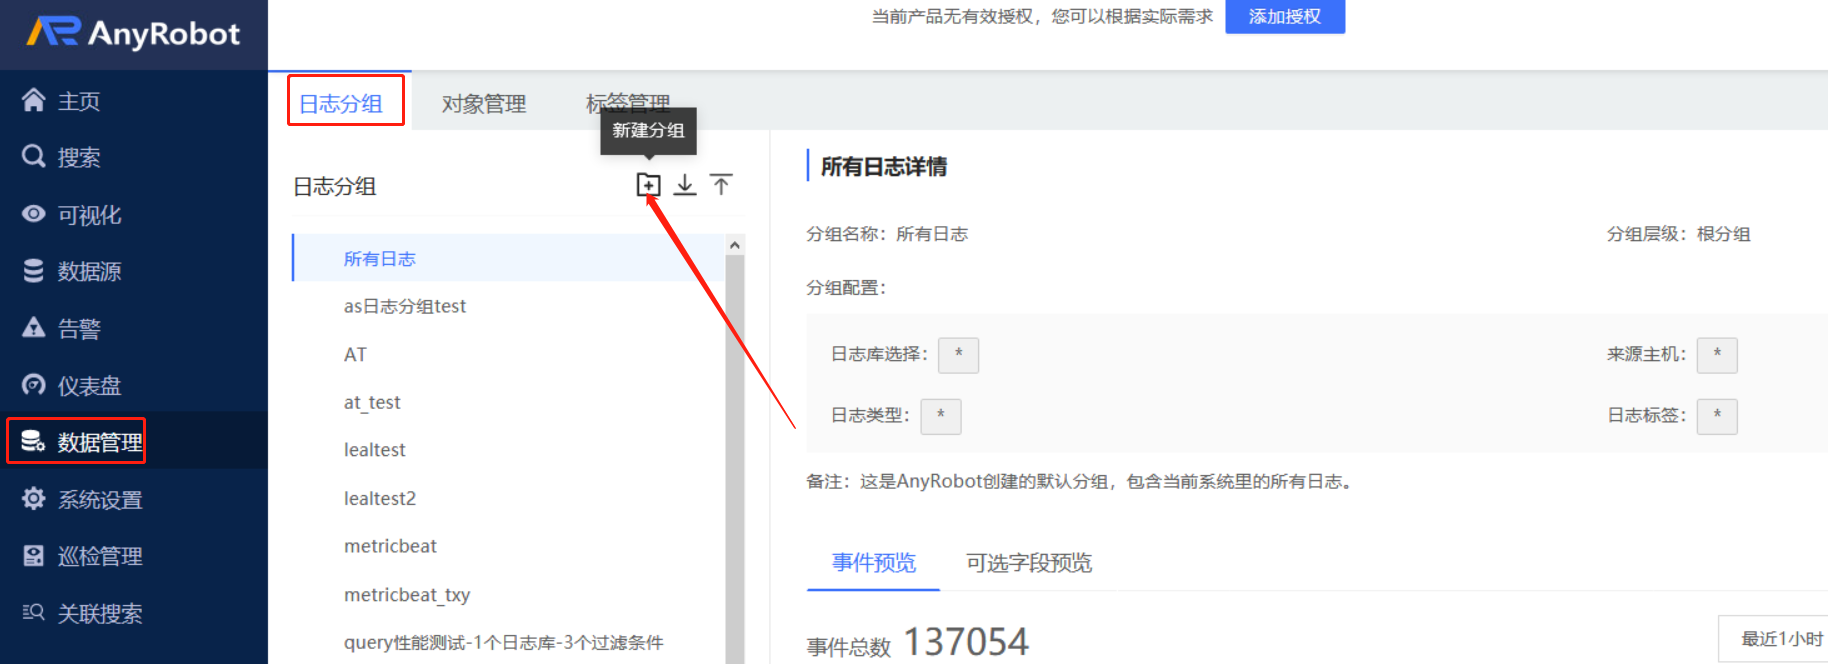 AnyRobot
当前产品无有效授权，您可以根据实际需求
添加授权
主页
搜索
可视化
数据源
告警
仪表盘
数据管理
系统设置
巡检管理
关联搜索
日志分组
对象管理
标签管理
新建分组
日志分组
所有日志
as日志分组test
AT
at_test
lealtest
lealtest2
metricbeat
metricbeat_txy
query性能测试-1个日志库-3个过滤条件
所有日志详情
分组名称：所有日志
分组层级：根分组
分组配置：
日志库选择： *
来源主机： *
日志类型： *
日志标签： *
备注：这是AnyRobot创建的默认分组，包含当前系统里的所有日志。
事件预览
可选字段预览
事件总数 137054
最近1小时